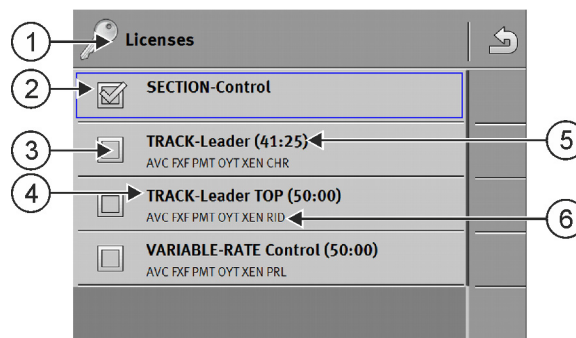 1
Licenses
2
SECTION-Control
3
TRACK-Leader (41:25)
5
AVC FXF PMT OYT XEN CHR
4
TRACK-Leader TOP (50:00)
AVC FXF PMT OYT XEN RID
6
VARIABLE-RATE Control (50:00)
AVC FXF PMT OYT XEN PRL